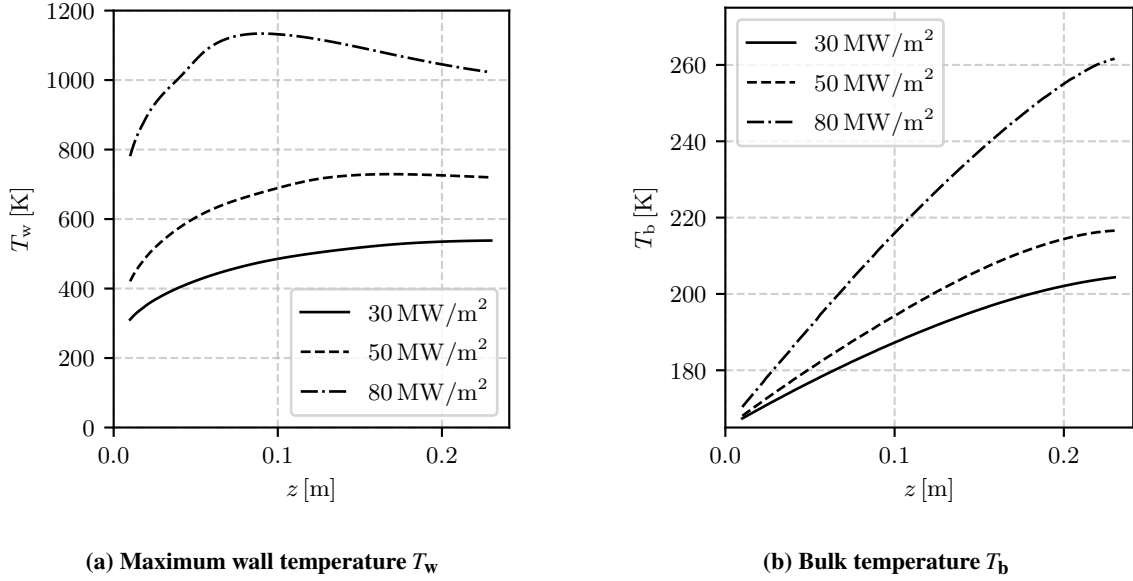 1200
1000
800
600
400
200
0
T_w [K]
0.0
0.1
0.2
z [m]
30 MW/m²
50 MW/m²
80 MW/m²
(a) Maximum wall temperature T_w
260
240
220
200
180
T_b [K]
0.0
0.1
0.2
z [m]
30 MW/m²
50 MW/m²
80 MW/m²
(b) Bulk temperature T_b